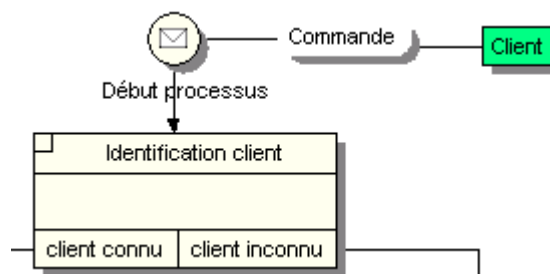 Commande
Client
Début processus
Identification client
client connu
client inconnu